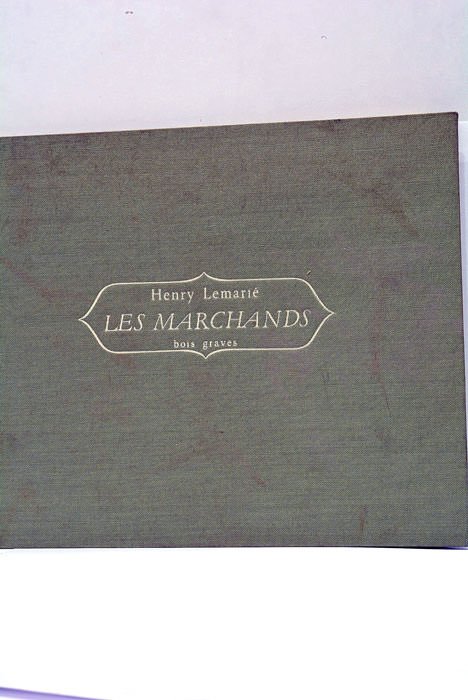 Henry Lemarié
LES MARCHANDS
bois graves